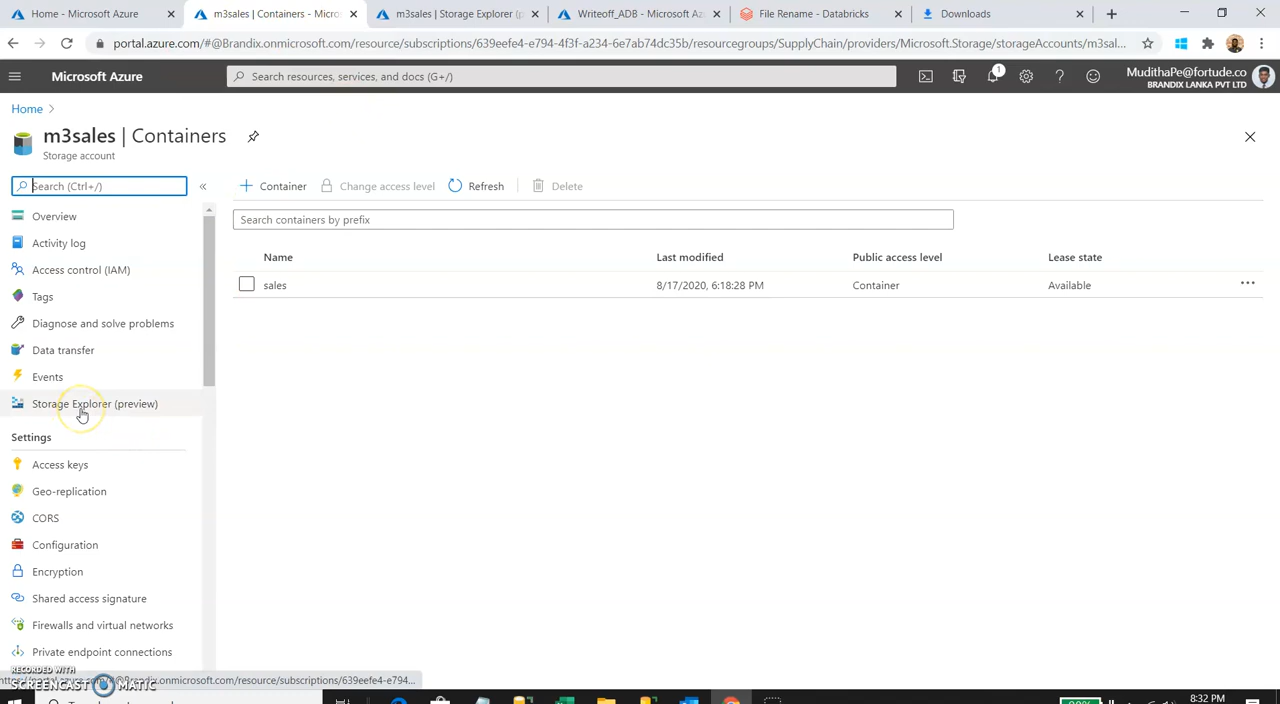 Home - Microsoft Azure
m3sales | Containers - Micro
m3sales | Storage Explorer (p
Writeoff_ADB - Microsoft Az
File Rename - Databricks
Downloads
portal.azure.com/#@Brandix.onmicrosoft.com/resource/subscriptions/639eefe4-e794-4f3f-a234-6e7ab74dc35b/resourcegroups/SupplyChain/providers/Microsoft.Storage/storageAccounts/m3sal...
Microsoft Azure
Search resources, services, and docs (G+/)
1
MudithaPe@fortude.co
BRANDIX LANKA PVT LTD
Home
m3sales | Containers
Storage account
Search (Ctrl+/)
Container
Change access level
Refresh
Delete
Overview
Activity log
Access control (IAM)
Tags
Diagnose and solve problems
Data transfer
Events
Storage Explorer (preview)
Settings
Access keys
Geo-replication
CORS
Configuration
Encryption
Shared access signature
Firewalls and virtual networks
Private endpoint connections
Search containers by prefix
Name Last modified Public access level Lease state
sales 8/17/2020, 6:18:28 PM Container Available
RECORDED WITH
SCREENCAST MATIC
8:32 PM